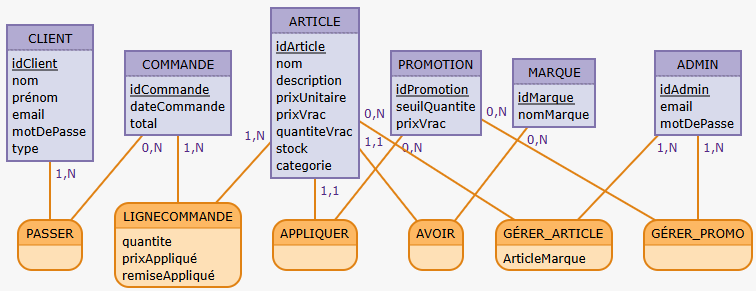 CLIENT
idClient
nom
prénom
email
motDePasse
type
COMMANDE
idCommande
dateCommande
total
ARTICLE
idArticle
nom
description
prixUnitaire
prixVrac
quantiteVrac
stock
categorie
PROMOTION
idPromotion
seuilQuantite
prixVrac
MARQUE
idMarque
nomMarque
ADMIN
idAdmin
email
motDePasse
1,N
0,N
1,N
1,N
1,1
0,N
1,1
0,N
0,N
0,N
1,N
1,N
PASSER
LIGNECOMMANDE
quantite
prixAppliqué
remiseAppliqué
APPLIQUER
AVOIR
GÉRER_ARTICLE
ArticleMarque
GÉRER_PROMO